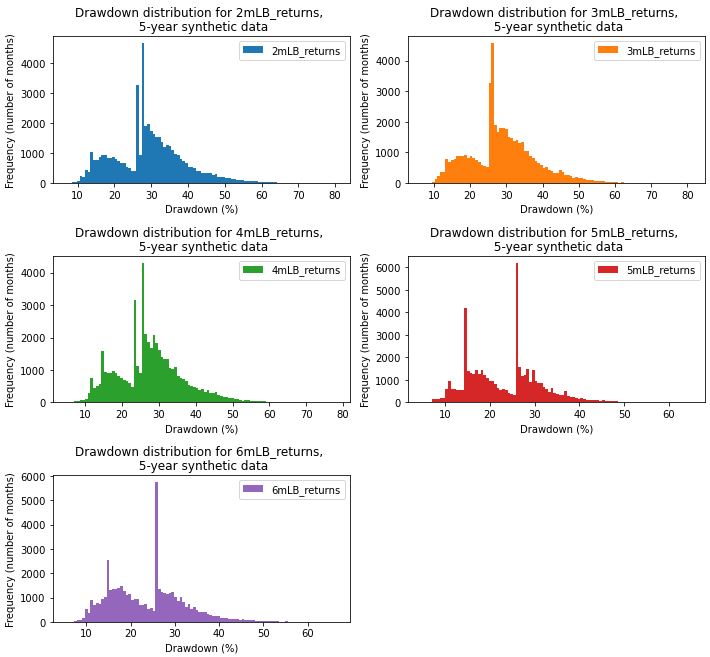 Drawdown distribution for 2mLB_returns,
5-year synthetic data
Frequency (number of months)
4000
3000
2000
1000
0
2mLB_returns
10 20 30 40 50 60 70 80
Drawdown (%)
Drawdown distribution for 3mLB_returns,
5-year synthetic data
Frequency (number of months)
4000
3000
2000
1000
0
3mLB_returns
10 20 30 40 50 60 70 80
Drawdown (%)
Drawdown distribution for 4mLB_returns,
5-year synthetic data
Frequency (number of months)
4000
3000
2000
1000
0
4mLB_returns
10 20 30 40 50 60 70 80
Drawdown (%)
Drawdown distribution for 5mLB_returns,
5-year synthetic data
Frequency (number of months)
6000
5000
4000
3000
2000
1000
0
5mLB_returns
10 20 30 40 50 60
Drawdown (%)
Drawdown distribution for 6mLB_returns,
5-year synthetic data
Frequency (number of months)
6000
5000
4000
3000
2000
1000
0
6mLB_returns
10 20 30 40 50 60
Drawdown (%)